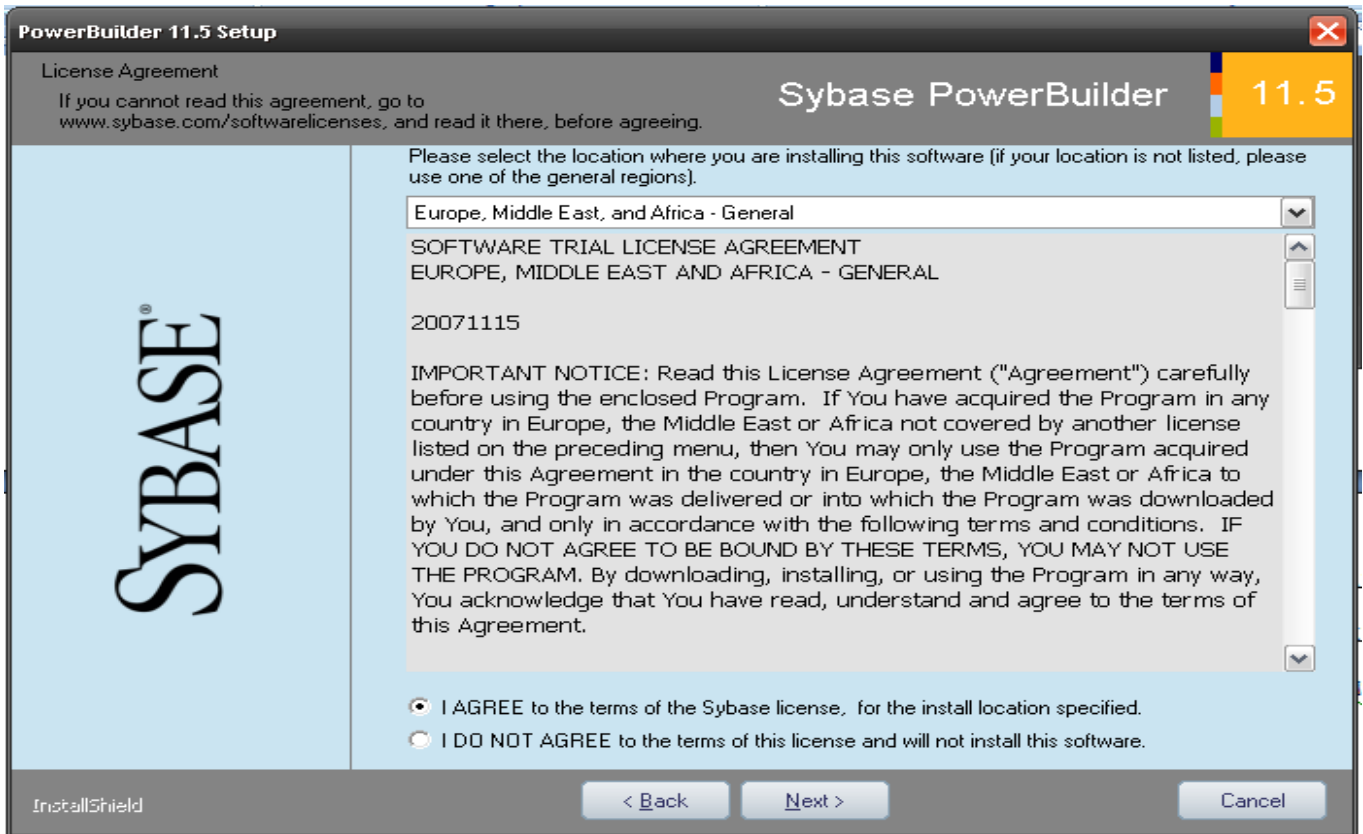 PowerBuilder 11.5 Setup
License Agreement
If you cannot read this agreement, go to
www.sybase.com/softwarelicenses, and read it there, before agreeing.
Sybase PowerBuilder
11.5
Please select the location where you are installing this software (if your location is not listed, please
use one of the general regions).
Europe, Middle East, and Africa - General
SOFTWARE TRIAL LICENSE AGREEMENT
EUROPE, MIDDLE EAST AND AFRICA - GENERAL
20071115
IMPORTANT NOTICE: Read this License Agreement ("Agreement") carefully
before using the enclosed Program.  If You have acquired the Program in any
country in Europe, the Middle East or Africa not covered by another license
listed on the preceding menu, then You may only use the Program acquired
under this Agreement in the country in Europe, the Middle East or Africa to
which the Program was delivered or into which the Program was downloaded
by You, and only in accordance with the following terms and conditions.  IF
YOU DO NOT AGREE TO BE BOUND BY THESE TERMS, YOU MAY NOT USE
THE PROGRAM. By downloading, installing, or using the Program in any way,
You acknowledge that You have read, understand and agree to the terms of
this Agreement.
SYBASE®
I AGREE to the terms of the Sybase license,  for the install location specified.
I DO NOT AGREE to the terms of this license and will not install this software.
InstallShield
< Back
Next >
Cancel